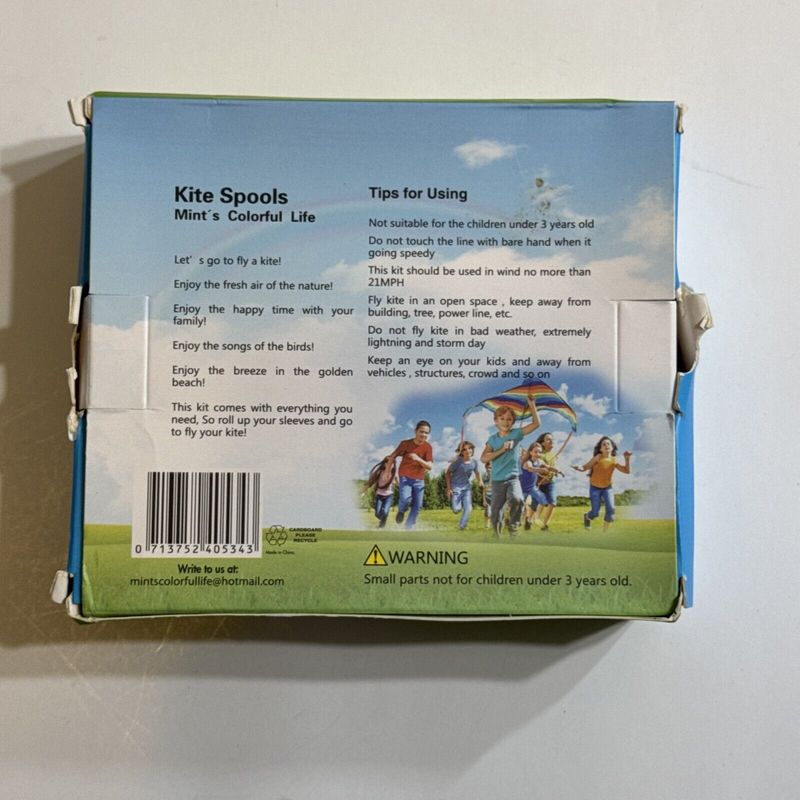 Kite Spools
Mint´s Colorful Life
Let' s go to fly a kite!
Enjoy the fresh air of the nature!
Enjoy the happy time with your
family!
Enjoy the songs of the birds!
Enjoy the breeze in the golden
beach!
This kit comes with everything you
need, So roll up your sleeves and go
to fly your kite!
Tips for Using
Not suitable for the children under 3 years old
Do not touch the line with bare hand when it
going speedy
This kit should be used in wind no more than
21MPH
Fly kite in an open space , keep away from
building, tree, power line, etc.
Do not fly kite in bad weather, extremely
lightning and storm day
Keep an eye on your kids and away from
vehicles , structures, crowd and so on
0 713752 405343
CARDBOARD
PLEASE
RECYCLE
Made in China
Write to us at:
mintscolorfullife@hotmail.com
WARNING
Small parts not for children under 3 years old.